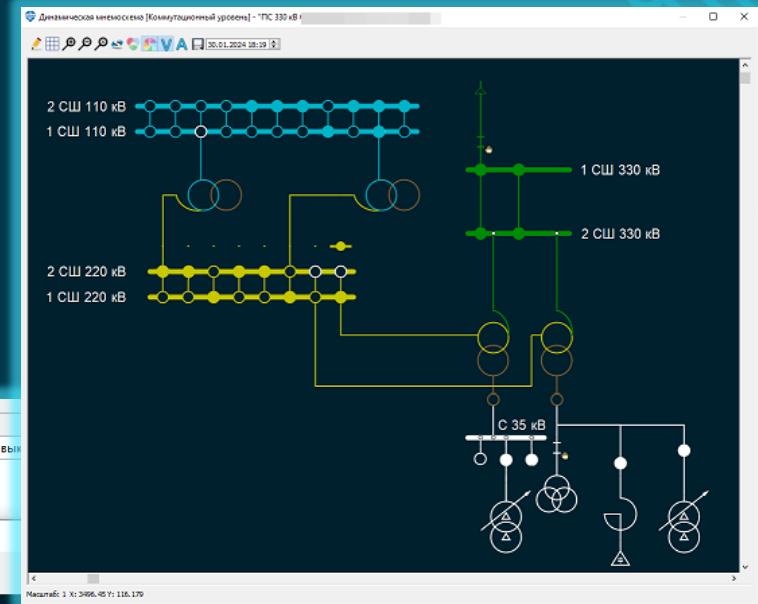 Динамическая мнемосхема [Коммутационный уровень] - "ПС 330 кВ
V A 30.01.2024 18:19
2 СШ 110 кВ
1 СШ 110 кВ
1 СШ 330 кВ
2 СШ 330 кВ
2 СШ 220 кВ
1 СШ 220 кВ
С 35 кВ
вык
Масштаб: 1 X: 3496.45 Y: 116.179